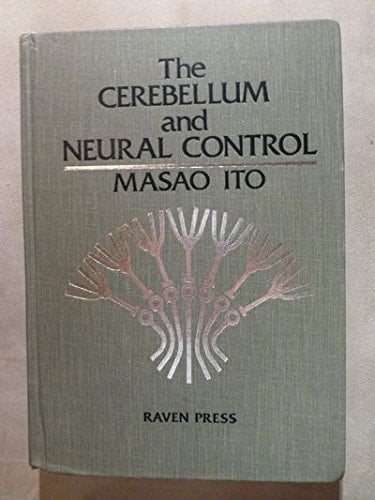 The
CEREBELLUM
and
NEURAL CONTROL
MASAO ITO
RAVEN PRESS